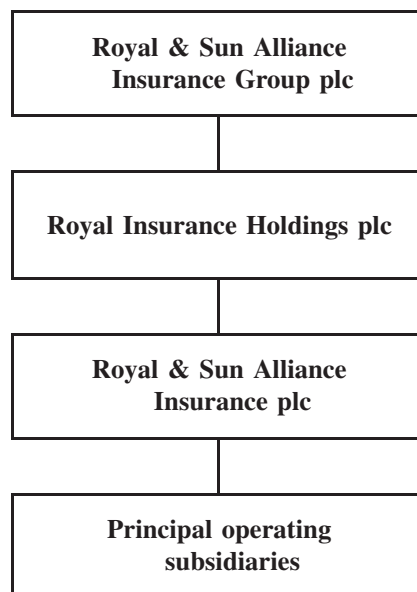 Royal & Sun Alliance
Insurance Group plc
Royal Insurance Holdings plc
Royal & Sun Alliance
Insurance plc
Principal operating
subsidiaries